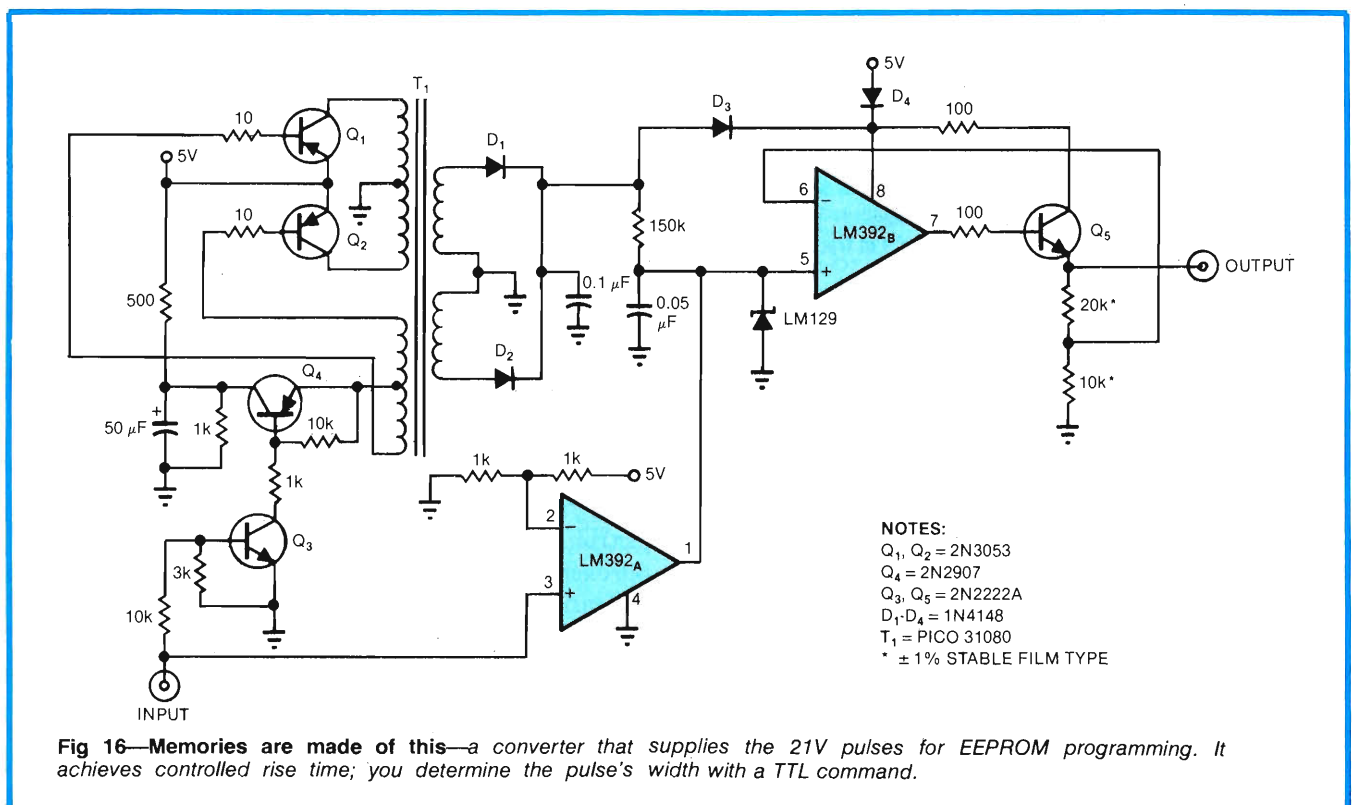 T1
5V
D3
D4
100
10
Q1
D1
5V
6
8
10
Q2
150k
LM392B
7
100
Q5
OUTPUT
5
500
0.1 µF
0.05
µF
LM129
20k*
D2
10k*
Q4
50 µF
+
1k
10k
1k
1k
1k
5V
2
LM392A
1
3
4
Q3
3k
10k
INPUT
NOTES:
Q1, Q2 = 2N3053
Q4 = 2N2907
Q3, Q5 = 2N2222A
D1-D4 = 1N4148
T1 = PICO 31080
* ±1% STABLE FILM TYPE
Fig 16—Memories are made of this—a converter that supplies the 21V pulses for EEPROM programming. It
achieves controlled rise time; you determine the pulse's width with a TTL command.